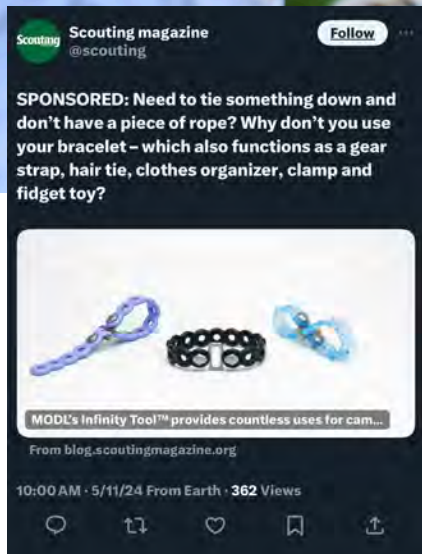 Scouting
Scouting magazine
@scouting
Follow
SPONSORED: Need to tie something down and
don’t have a piece of rope? Why don’t you use
your bracelet – which also functions as a gear
strap, hair tie, clothes organizer, clamp and
fidget toy?
MODL’s Infinity Tool™ provides countless uses for cam...
From blog.scoutingmagazine.org
10:00 AM · 5/11/24 From Earth · 362 Views